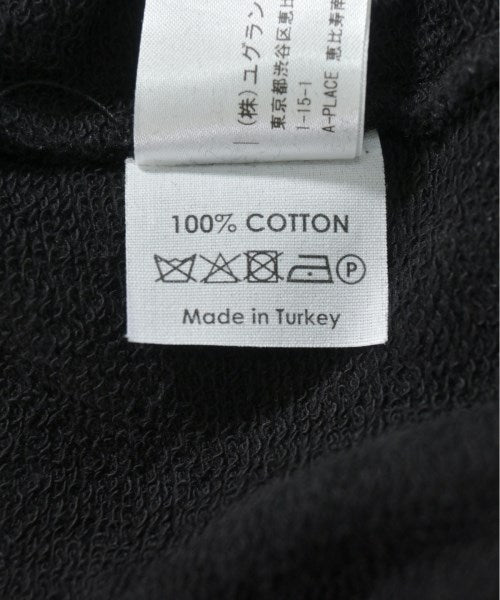 (株)ユグラン
東京都渋谷区恵比
1-15-1
A-PLACE 恵比寿南
100% COTTON
P
Made in Turkey